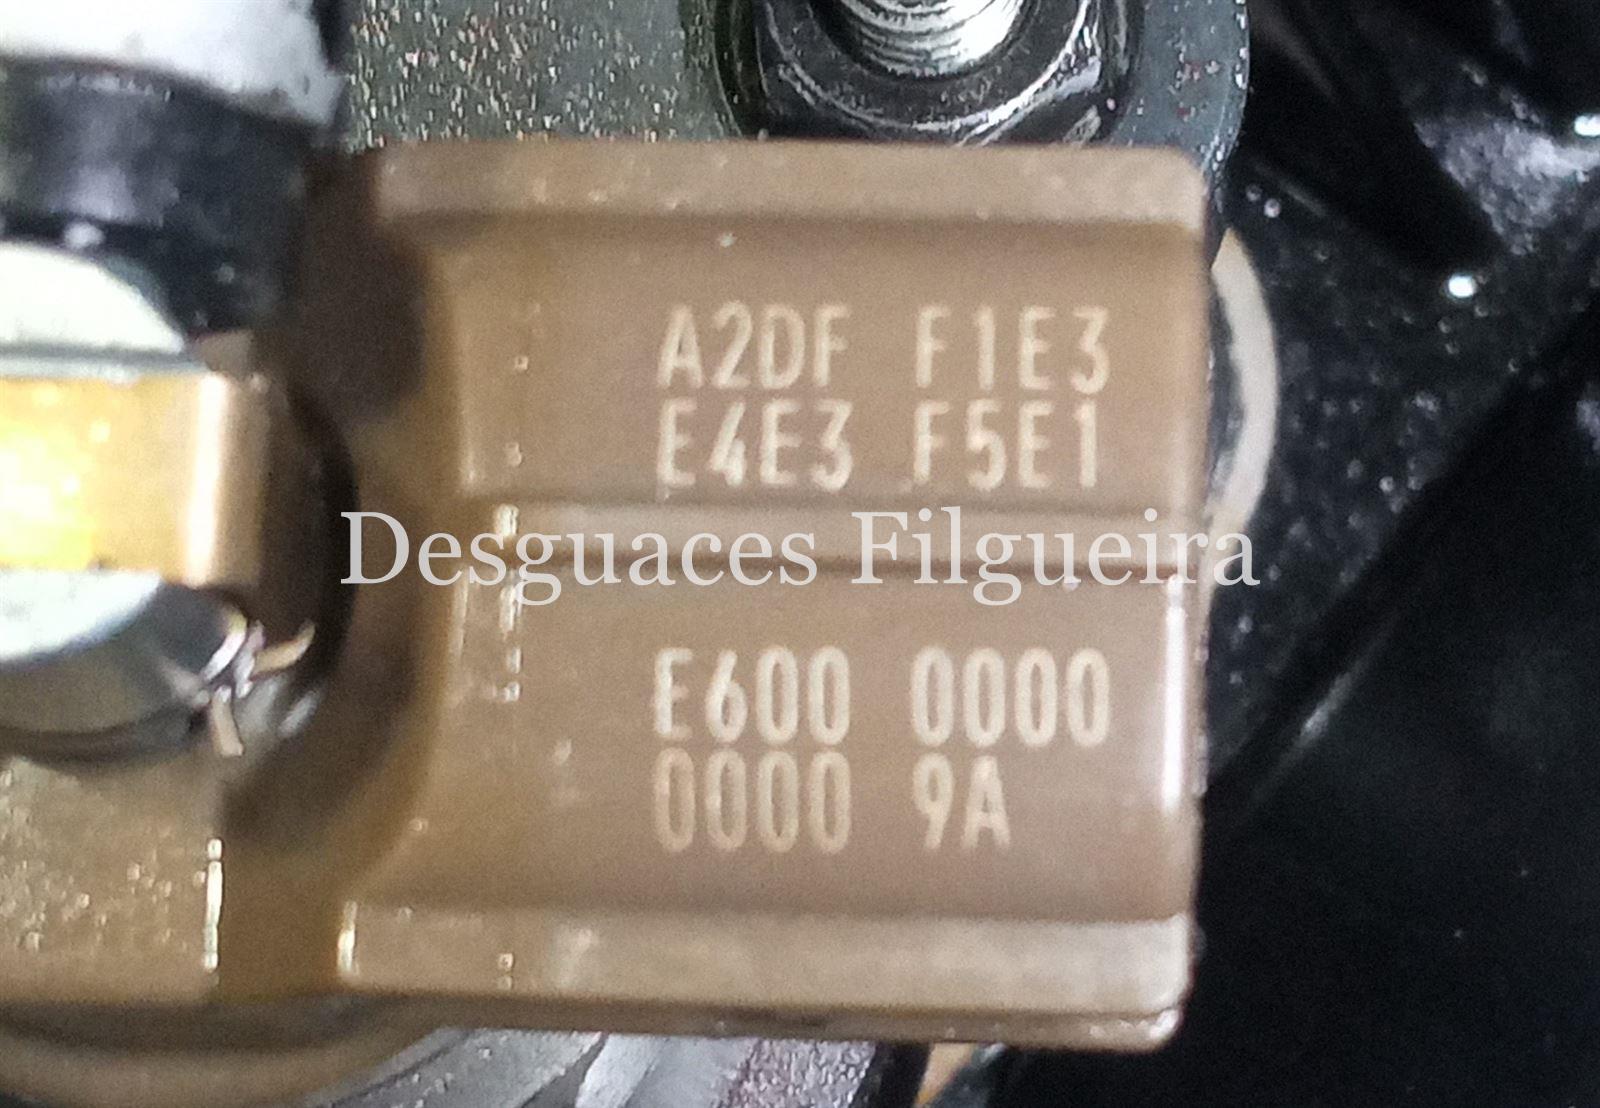 A2DF F1E3
E4E3 F5E1
Desguaces Filgueira
E600 0000
0000 9A